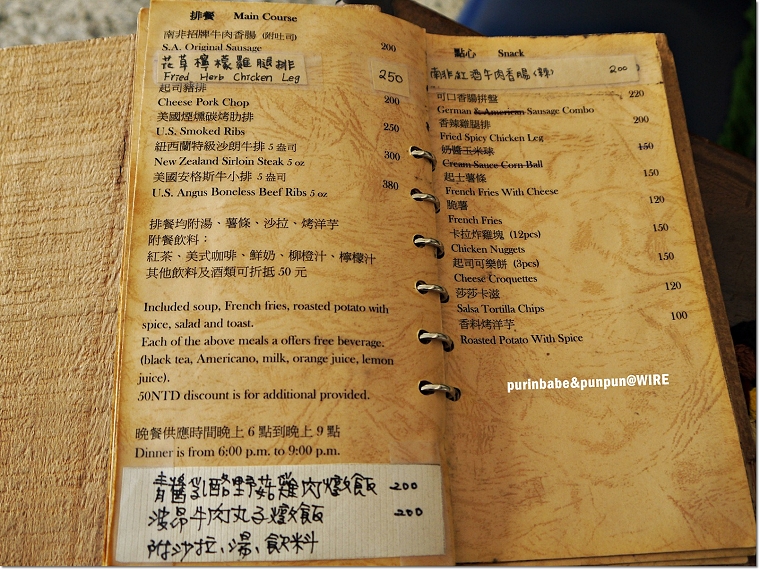 排餐 Main Course
南非招牌牛肉香腸 (附吐司)
S.A. Original Sausage 200
花草檸檬雞腿排
Fried Herb Chicken Leg 250
起司豬排
Cheese Pork Chop 200
美國煙燻碳烤肋排
U.S. Smoked Ribs 250
紐西蘭特級沙朗牛排 5 盎司
New Zealand Sirloin Steak 5 oz 300
美國安格斯牛小排 5 盎司
U.S. Angus Boneless Beef Ribs 5 oz 380
排餐均附湯、薯條、沙拉、烤洋芋
附餐飲料：
紅茶、美式咖啡、鮮奶、柳橙汁、檸檬汁
其他飲料及酒類可折抵 50 元
Included soup, French fries, roasted potato with
spice, salad and toast.
Each of the above meals a offers free beverage.
(black tea, Americano, milk, orange juice, lemon
juice).
50NTD discount is for additional provided.
晚餐供應時間晚上 6 點到晚上 9 點
Dinner is from 6:00 p.m. to 9:00 p.m.
青醬乳酪野菇雞肉燉飯 200
波昂牛肉丸子燉飯 200
附沙拉、湯、飲料
點心 Snack
南非紅酒牛肉香腸(辣) 200
可口香腸拼盤 220
German & American Sausage Combo
香辣雞腿排 200
Fried Spicy Chicken Leg
奶醬玉米球 150
Cream Sauce Corn Ball
起士薯條 150
French Fries With Cheese
脆薯 120
French Fries
卡拉炸雞塊 (12pcs) 150
Chicken Nuggets
起司可樂餅 (3pcs) 150
Cheese Croquettes
莎莎卡滋 120
Salsa Tortilla Chips
香料烤洋芋 100
Roasted Potato With Spice
purinbabe&punpun@WIRE